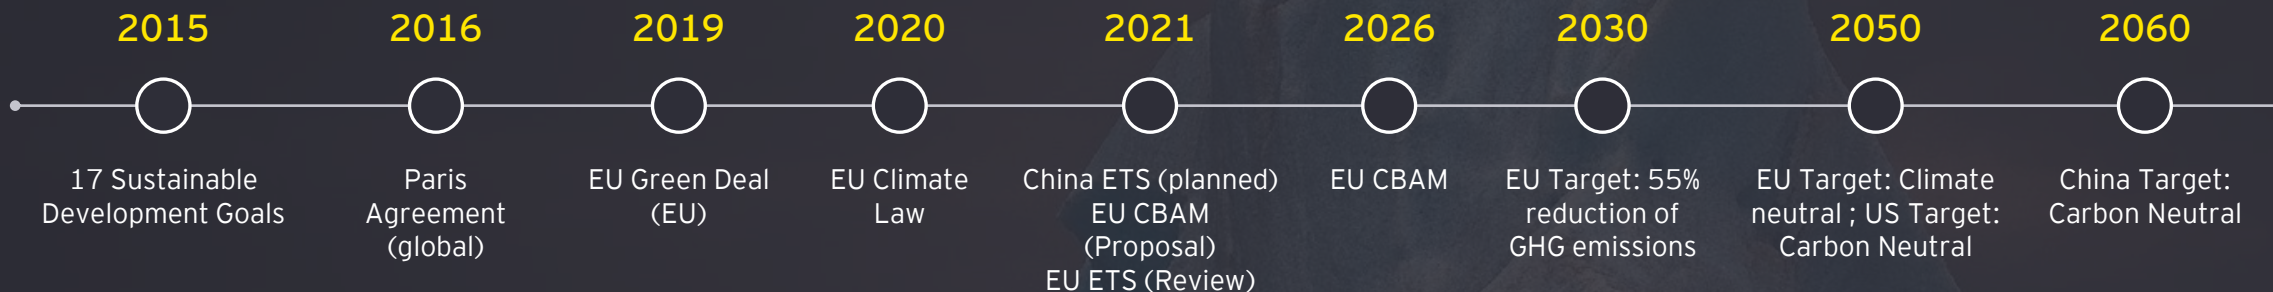 2015
2016
2019
2020
2021
2026
2030
2050
2060
17 Sustainable
Development Goals
Paris
Agreement
(global)
EU Green Deal
(EU)
EU Climate
Law
China ETS (planned)
EU CBAM
(Proposal)
EU ETS (Review)
EU CBAM
EU Target: 55%
reduction of
GHG emissions
EU Target: Climate
neutral ; US Target:
Carbon Neutral
China Target:
Carbon Neutral